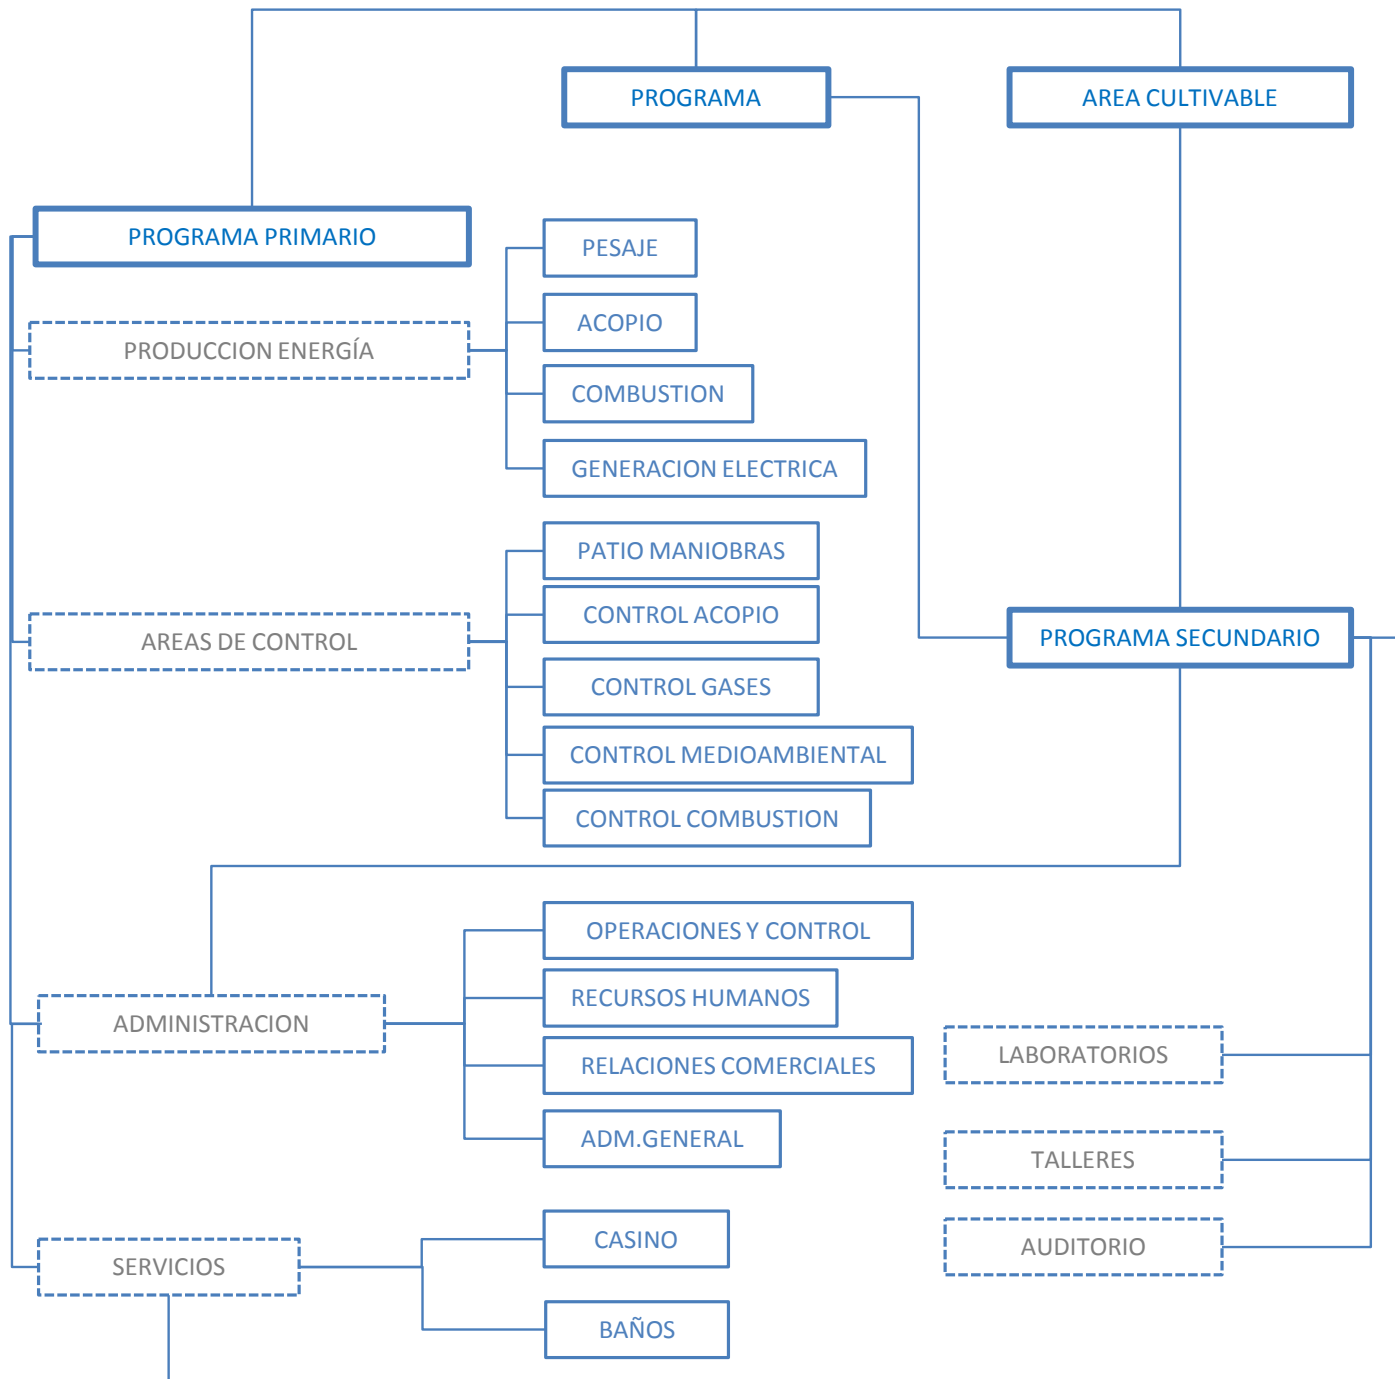 PROGRAMA
AREA CULTIVABLE
PROGRAMA PRIMARIO
PRODUCCION ENERGÍA
PESAJE
ACOPIO
COMBUSTION
GENERACION ELECTRICA
AREAS DE CONTROL
PATIO MANIOBRAS
CONTROL ACOPIO
CONTROL GASES
CONTROL MEDIOAMBIENTAL
CONTROL COMBUSTION
PROGRAMA SECUNDARIO
ADMINISTRACION
OPERACIONES Y CONTROL
RECURSOS HUMANOS
RELACIONES COMERCIALES
ADM.GENERAL
LABORATORIOS
TALLERES
AUDITORIO
SERVICIOS
CASINO
BAÑOS